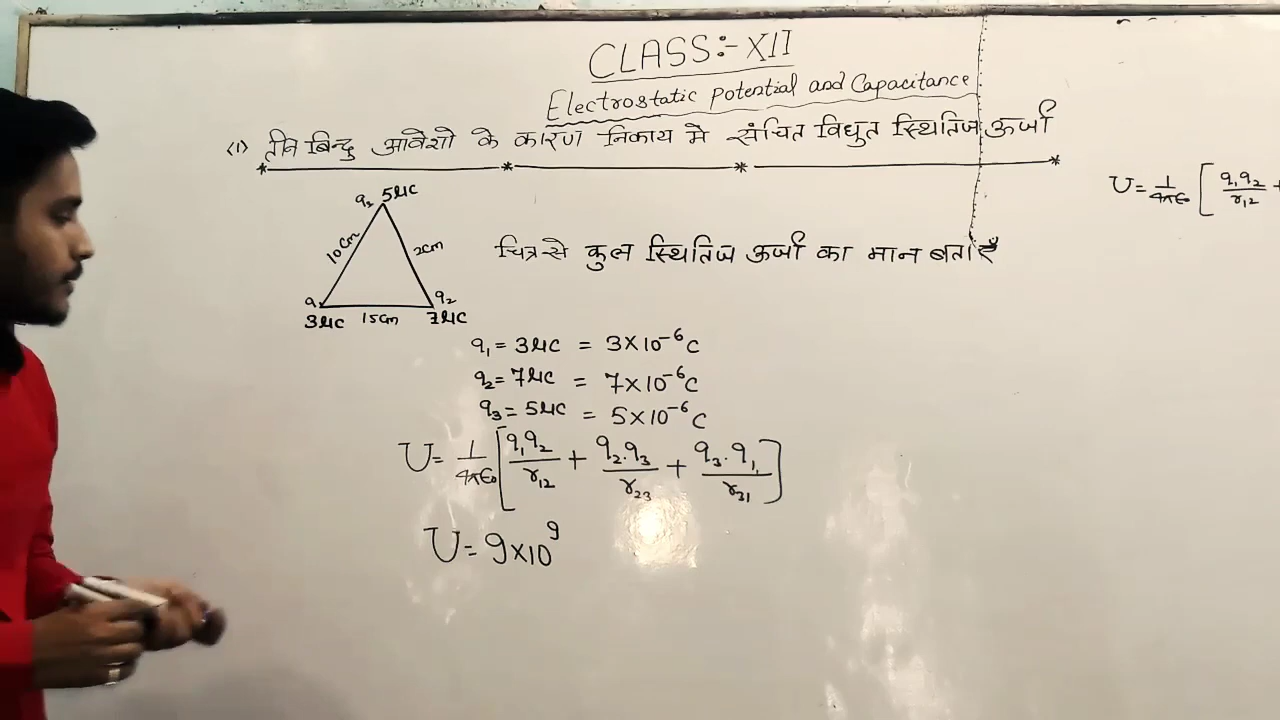 CLASS:- XII
Electrostatic Potential and Capacitance
(1) तीन बिन्दु आवेशो के कारण निकाय मे संचित विधुत स्थितिज ऊर्जा
U = 1/4πε₀ [ q₁q₂/r₁₂ +
q₂ 5μC
10cm
2cm
चित्र से कुल स्थितिज ऊर्जा का मान बताएँ
q₁ q₂
3μC 15cm 7μC
q₁ = 3μC = 3×10⁻⁶C
q₂ = 7μC = 7×10⁻⁶C
q₃ = 5μC = 5×10⁻⁶C
U = 1/4πε₀ [ q₁q₂/r₁₂ + q₂.q₃/r₂₃ + q₃.q₁/r₃₁ ]
U = 9×10⁹